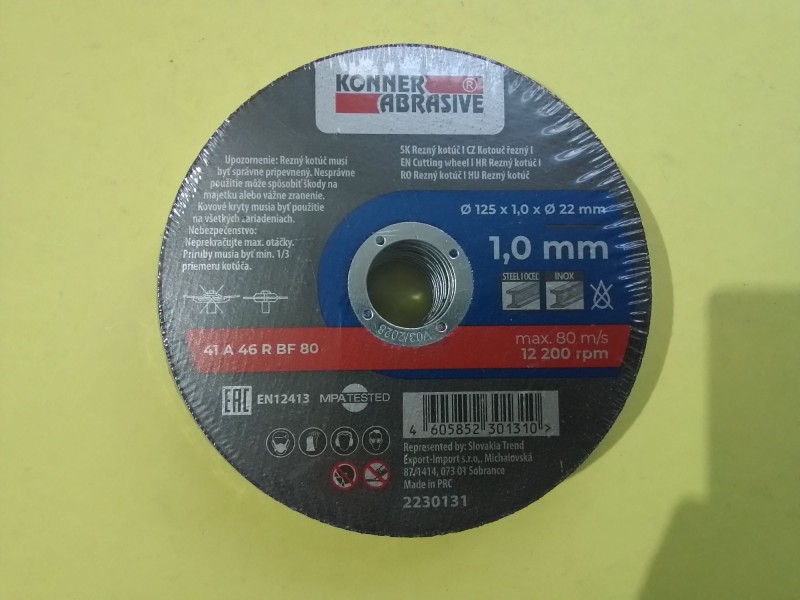 KONNER ®
ABRASIVE
SK Rezný kotúč I CZ Kotouč řezný I
EN Cutting wheel I HR Rezný kotúč I
RO Rezný kotúč I HU Rezný kotúč
Upozornenie: Rezný kotúč musí
byť správne pripevnený. Nesprávne
použitie môže spôsobiť škody na
majetku alebo vážne zranenie.
Kovové kryty musia byť použitie
na všetkých zariadeniach.
Nebezpečenstvo:
Neprekračujte max. otáčky.
Príruby musia byť min. 1/3
priemeru kotúča.
Ø 125 x 1,0 x Ø 22 mm
1,0 mm
STEEL I OCEĽ
INOX
V03/2028
41 A 46 R BF 80
max. 80 m/s
12 200 rpm
EAC EN12413 MPA TESTED
4 605852 301310 >
Represented by: Slovakia Trend
Export-Import s.r.o., Michalovská
87/1414, 073 01 Sobrance
Made in PRC
2230131